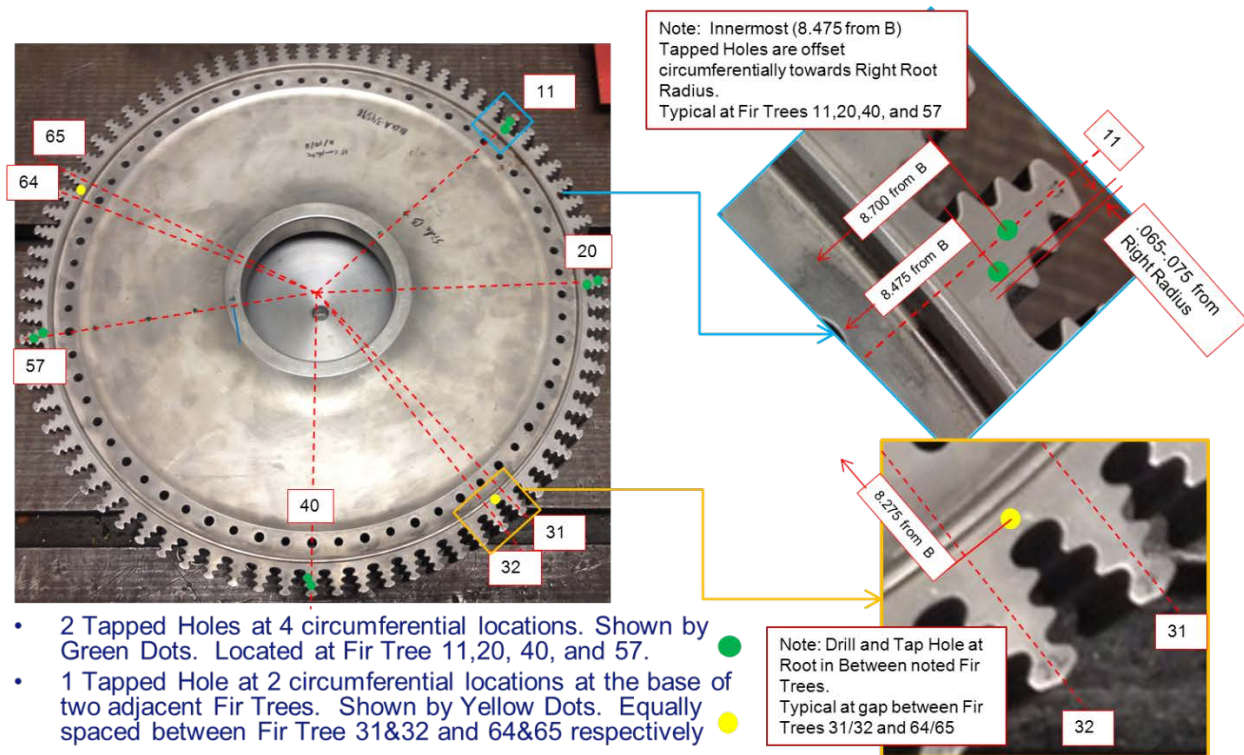 Note: Innermost (8.475 from B)
Tapped Holes are offset
circumferentially towards Right Root
Radius.
Typical at Fir Trees 11,20,40, and 57
11
65
64
20
57
40
31
32
Side B
11
8.700 from B
8.475 from B
.065-.075 from
Right Radius
8.275 from B
31
32
• 2 Tapped Holes at 4 circumferential locations. Shown by
Green Dots. Located at Fir Tree 11,20, 40, and 57.
• 1 Tapped Hole at 2 circumferential locations at the base of
two adjacent Fir Trees. Shown by Yellow Dots. Equally
spaced between Fir Tree 31&32 and 64&65 respectively
Note: Drill and Tap Hole at
Root in Between noted Fir
Trees.
Typical at gap between Fir
Trees 31/32 and 64/65